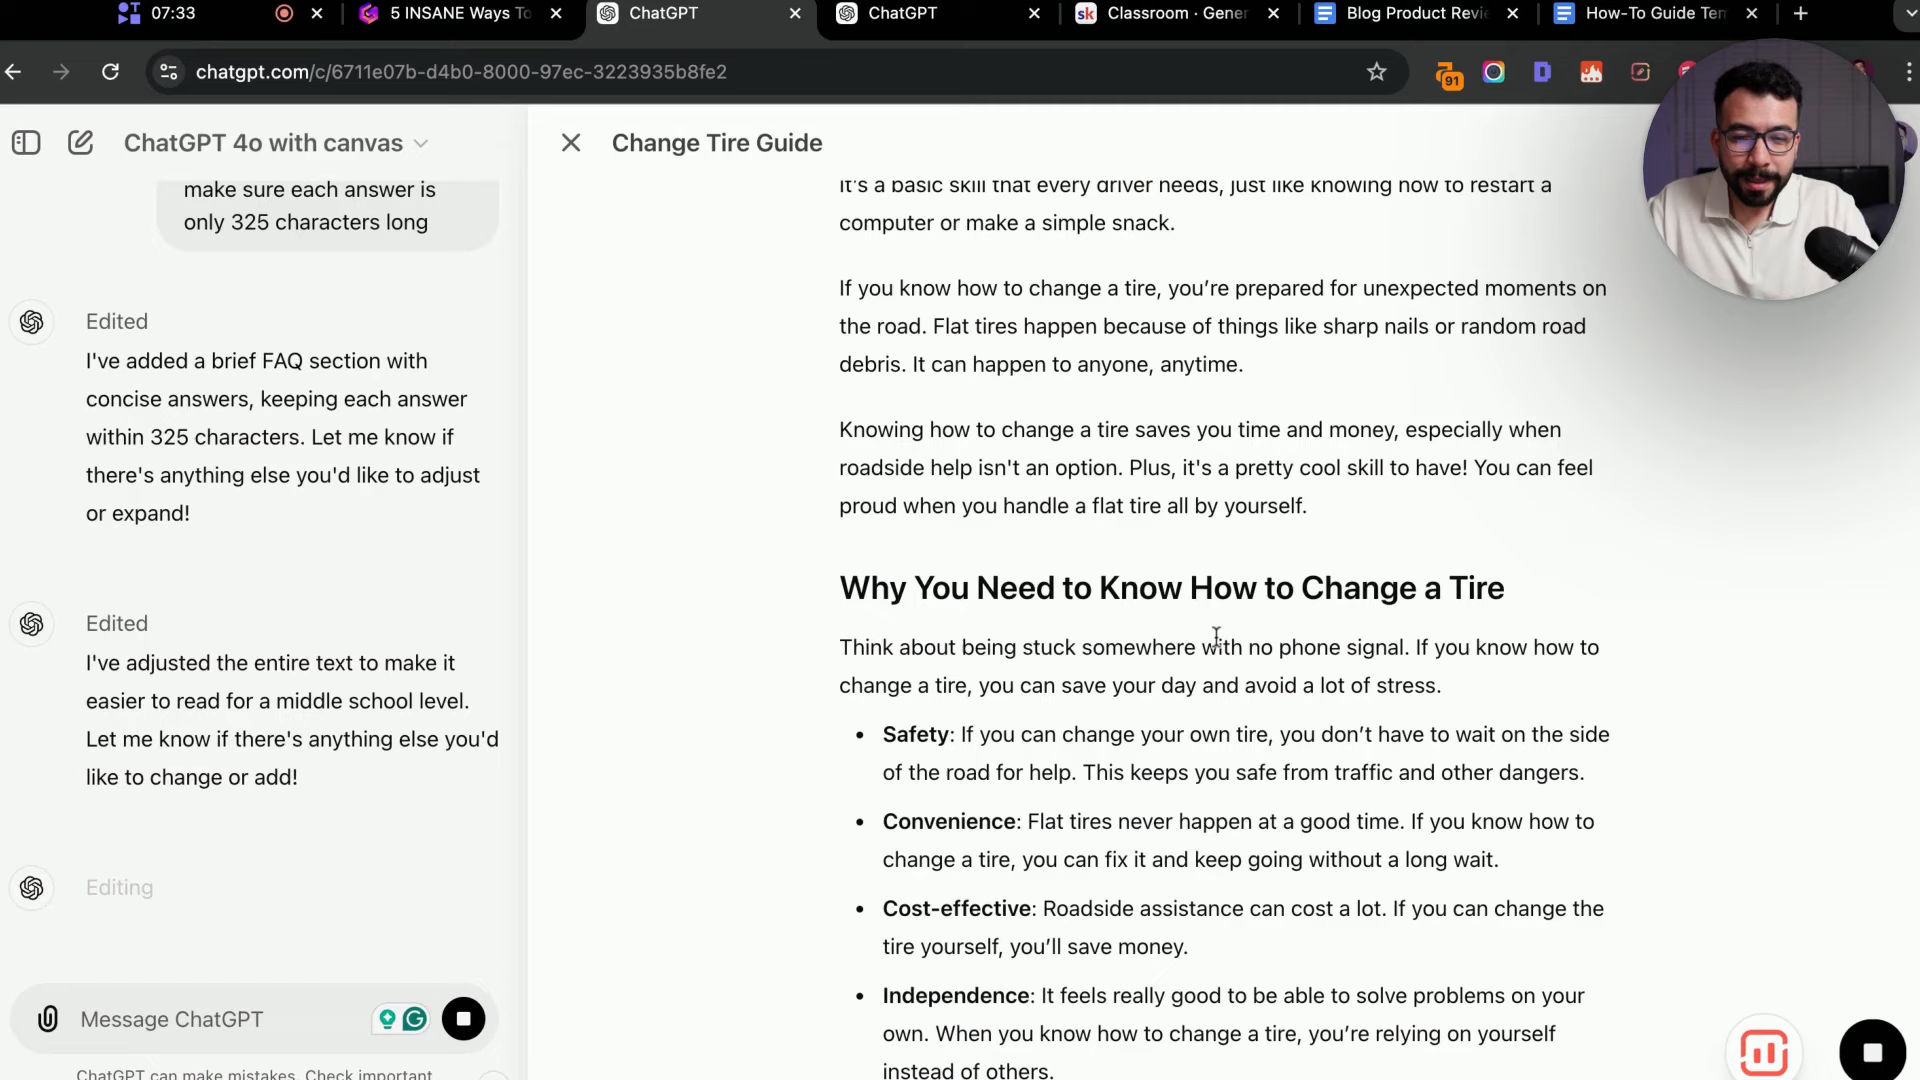 07:33
5 INSANE Ways To
ChatGPT
ChatGPT
Classroom · Gener
Blog Product Revi
How-To Guide Tem
chatgpt.com/c/6711e07b-d4b0-8000-97ec-3223935b8fe2
91
ChatGPT 4o with canvas
Change Tire Guide
make sure each answer is
only 325 characters long
Edited
I've added a brief FAQ section with
concise answers, keeping each answer
within 325 characters. Let me know if
there's anything else you'd like to adjust
or expand!
Edited
I've adjusted the entire text to make it
easier to read for a middle school level.
Let me know if there's anything else you'd
like to change or add!
Editing
Message ChatGPT
ChatGPT can make mistakes. Check important
It's a basic skill that every driver needs, just like knowing how to restart a
computer or make a simple snack.
If you know how to change a tire, you’re prepared for unexpected moments on
the road. Flat tires happen because of things like sharp nails or random road
debris. It can happen to anyone, anytime.
Knowing how to change a tire saves you time and money, especially when
roadside help isn't an option. Plus, it's a pretty cool skill to have! You can feel
proud when you handle a flat tire all by yourself.
Why You Need to Know How to Change a Tire
Think about being stuck somewhere with no phone signal. If you know how to
change a tire, you can save your day and avoid a lot of stress.
• Safety: If you can change your own tire, you don’t have to wait on the side
of the road for help. This keeps you safe from traffic and other dangers.
• Convenience: Flat tires never happen at a good time. If you know how to
change a tire, you can fix it and keep going without a long wait.
• Cost-effective: Roadside assistance can cost a lot. If you can change the
tire yourself, you’ll save money.
• Independence: It feels really good to be able to solve problems on your
own. When you know how to change a tire, you’re relying on yourself
instead of others.